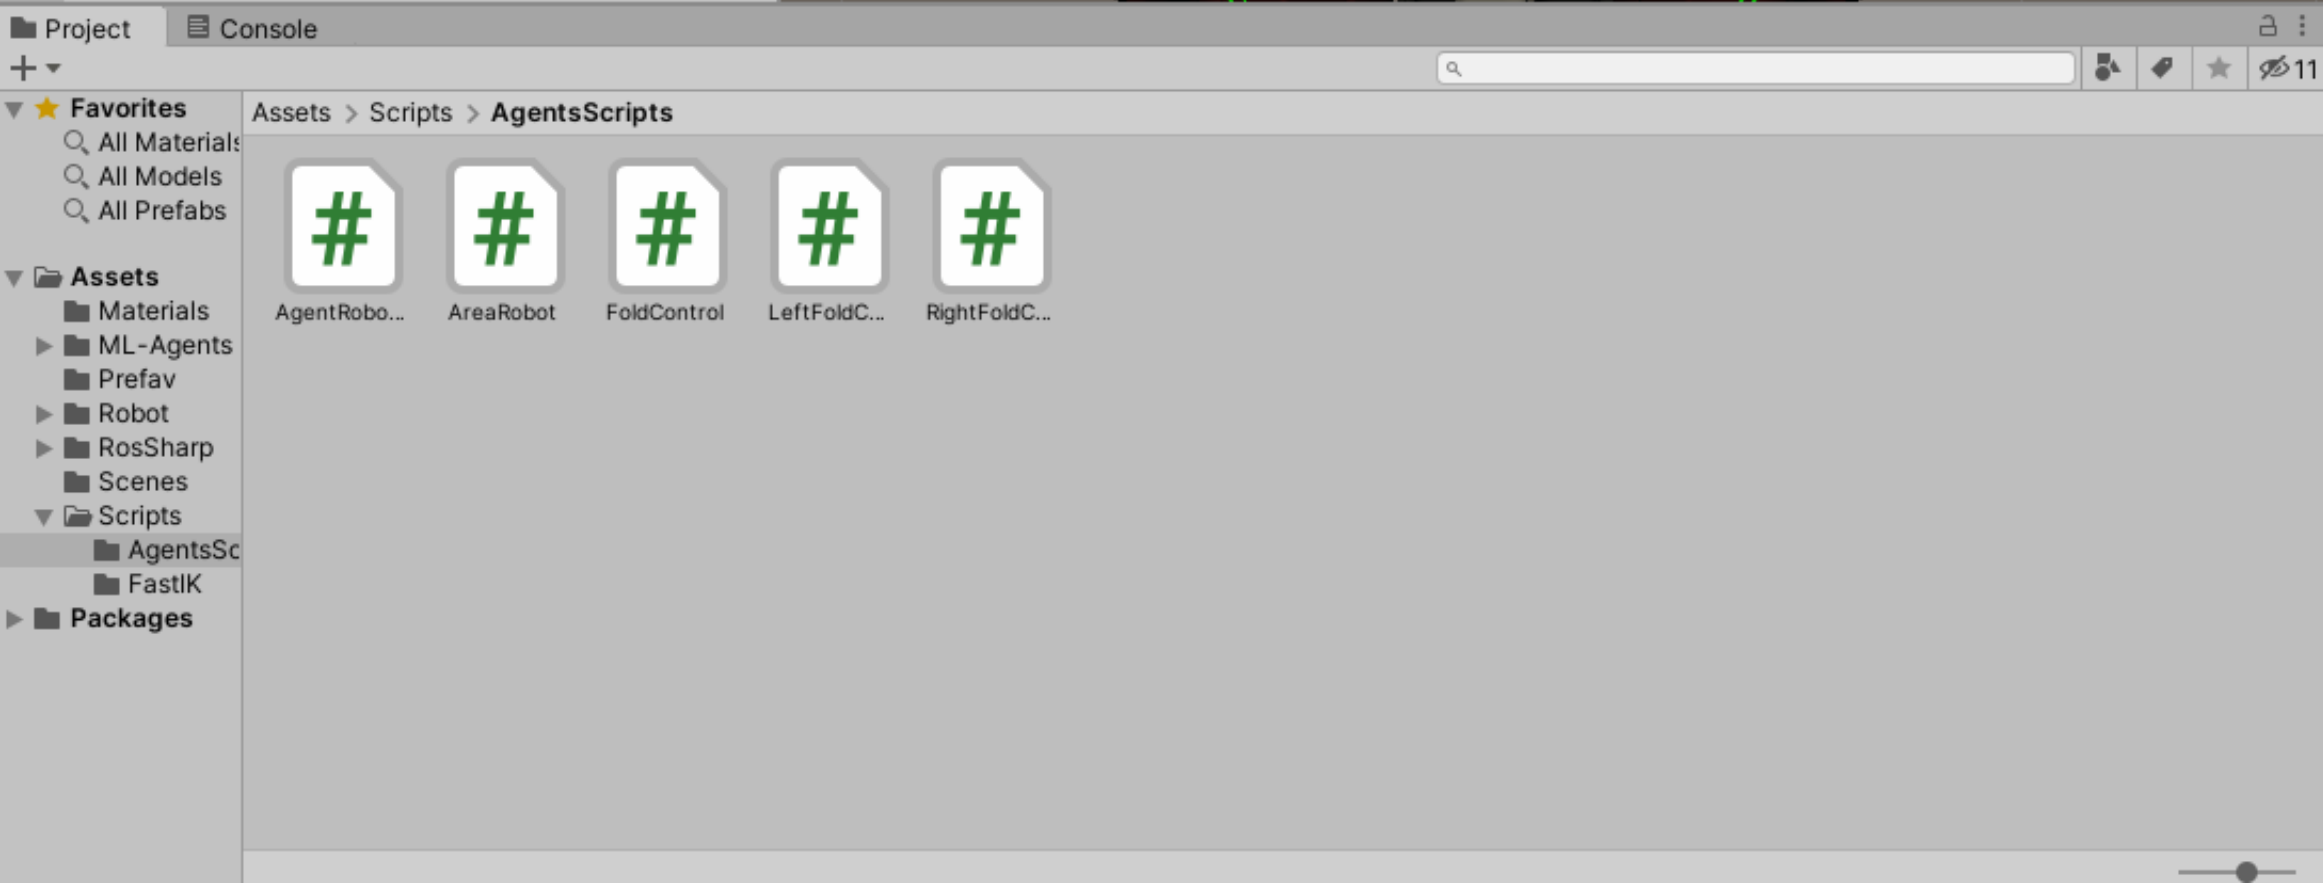 Project
Console
11
Favorites
All Materials
All Models
All Prefabs
Assets
Materials
ML-Agents
Prefav
Robot
RosSharp
Scenes
Scripts
AgentsSc
FastIK
Packages
Assets > Scripts > AgentsScripts
AgentRobo...
AreaRobot
FoldControl
LeftFoldC...
RightFoldC...